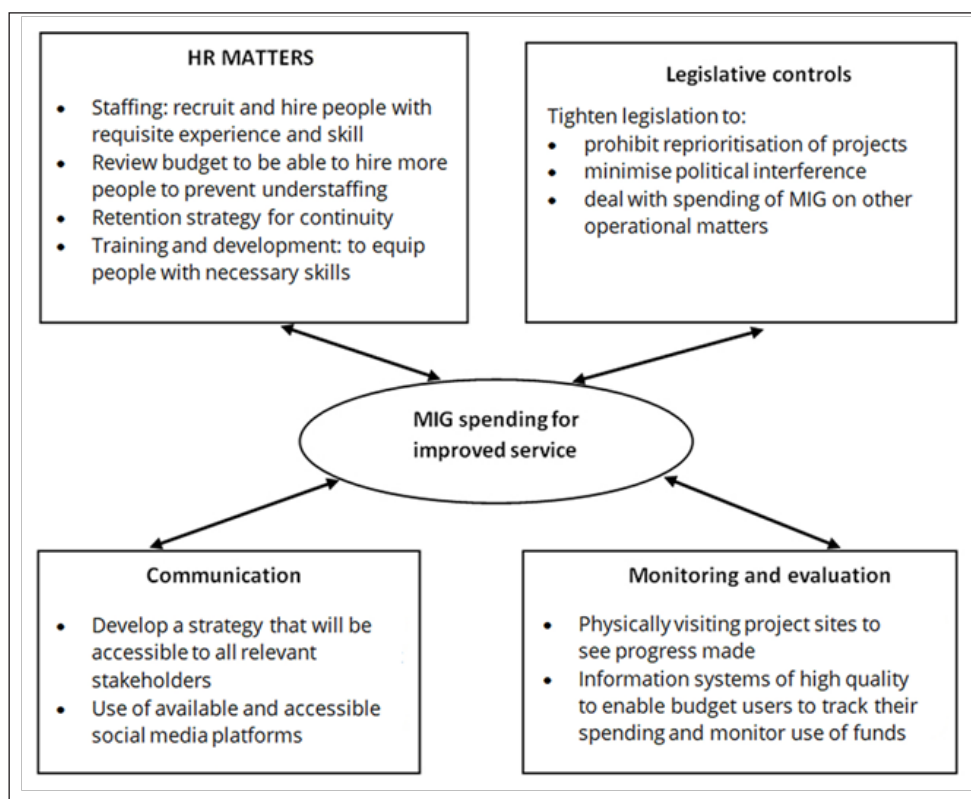 HR MATTERS
• Staffing: recruit and hire people with
requisite experience and skill
• Review budget to be able to hire more
people to prevent understaffing
• Retention strategy for continuity
• Training and development: to equip
people with necessary skills
Legislative controls
Tighten legislation to:
• prohibit reprioritisation of projects
• minimise political interference
• deal with spending of MIG on other
operational matters
MIG spending for
improved service
Communication
• Develop a strategy that will be
accessible to all relevant
stakeholders
• Use of available and accessible
social media platforms
Monitoring and evaluation
• Physically visiting project sites to
see progress made
• Information systems of high quality
to enable budget users to track their
spending and monitor use of funds